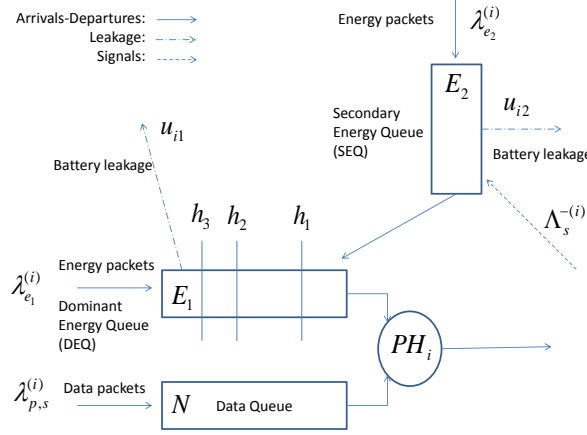 Arrivals-Departures:
Leakage:
Signals:
Energy packets
λ_{e_2}^{(i)}
E_2
u_{i2}
Secondary
Energy Queue
(SEQ)
Battery leakage
u_{i1}
Battery leakage
Λ_s^{-(i)}
h_3 h_2 h_1
Energy packets
λ_{e_1}^{(i)}
E_1
Dominant
Energy Queue
(DEQ)
PH_i
λ_{p,s}^{(i)}
Data packets
N Data Queue